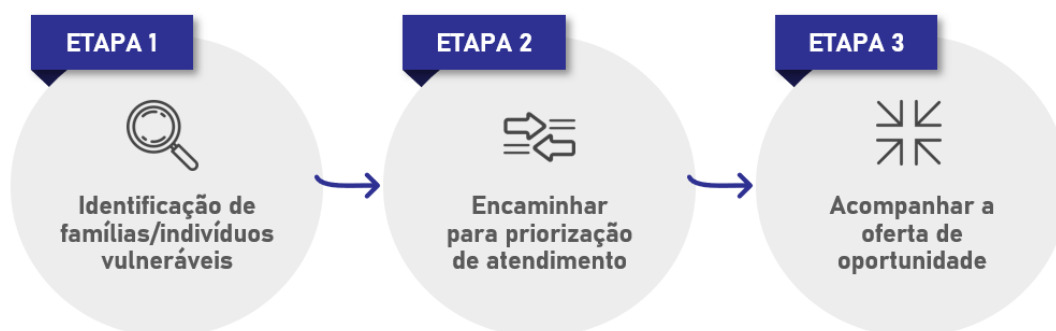 ETAPA 1
Identificação de
famílias/indivíduos
vulneráveis
ETAPA 2
Encaminhar
para priorização
de atendimento
ETAPA 3
Acompanhar a
oferta de
oportunidade